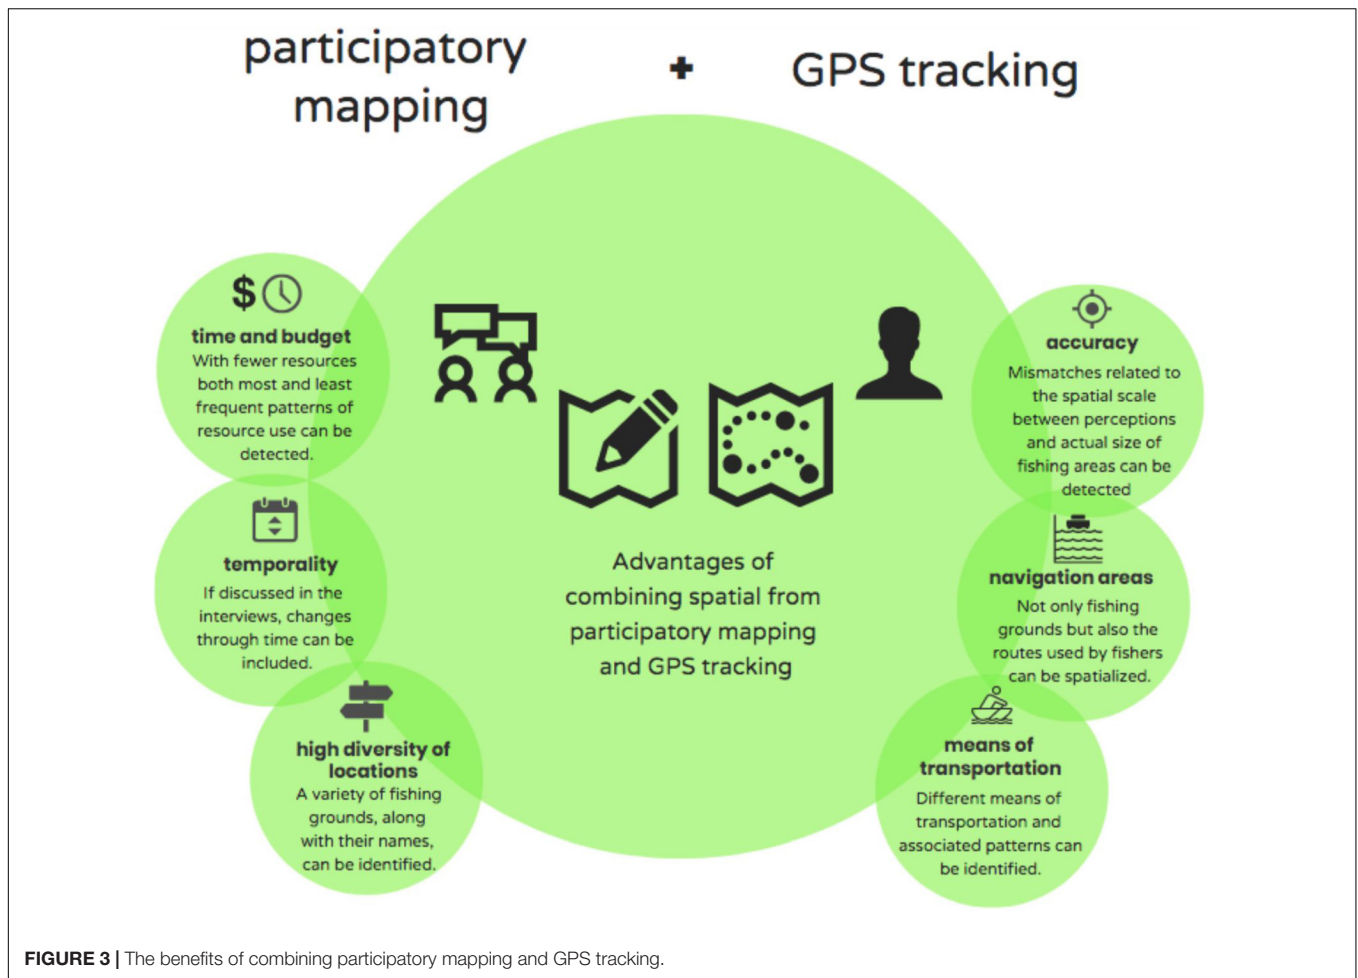 participatory
mapping
+
GPS tracking
$
time and budget
With fewer resources
both most and least
frequent patterns of
resource use can be
detected.
temporality
If discussed in the
interviews, changes
through time can be
included.
high diversity of
locations
A variety of fishing
grounds, along
with their names,
can be identified.
Advantages of
combining spatial from
participatory mapping
and GPS tracking
accuracy
Mismatches related to
the spatial scale
between perceptions
and actual size of
fishing areas can be
detected
navigation areas
Not only fishing
grounds but also the
routes used by fishers
can be spatialized.
means of
transportation
Different means of
transportation and
associated patterns can
be identified.
FIGURE 3 | The benefits of combining participatory mapping and GPS tracking.